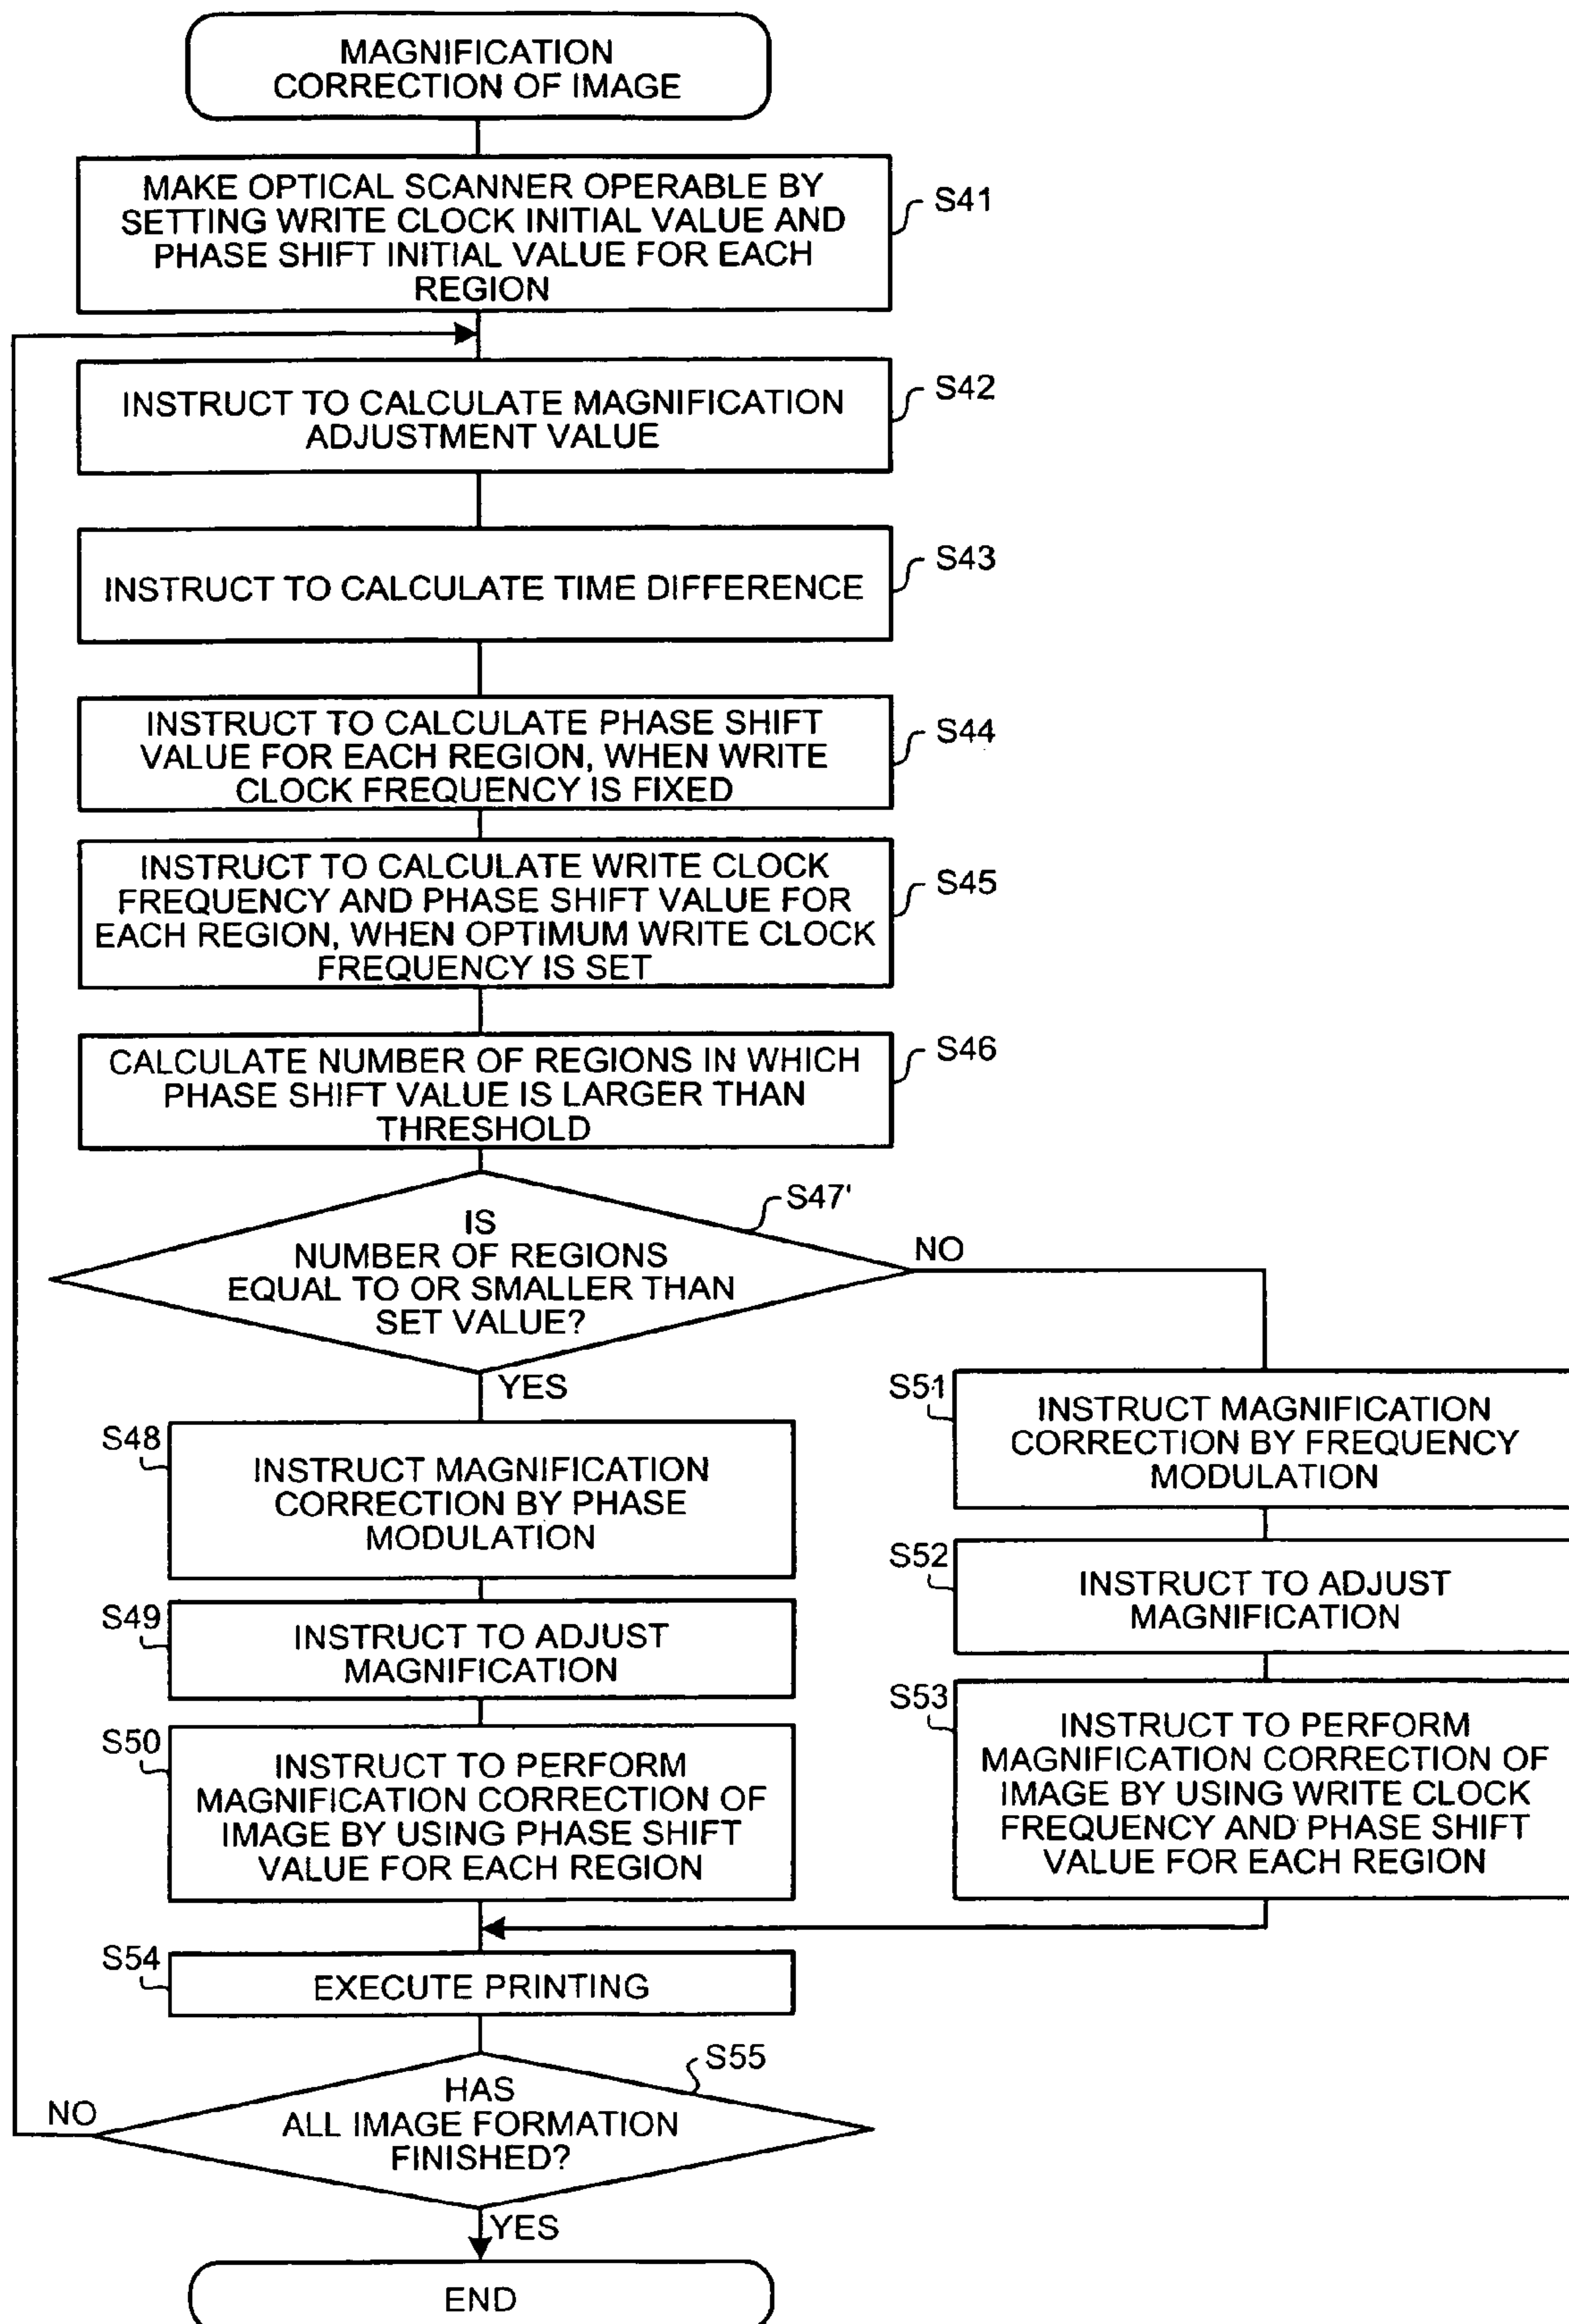 MAGNIFICATION
CORRECTION OF IMAGE
MAKE OPTICAL SCANNER OPERABLE BY
SETTING WRITE CLOCK INITIAL VALUE AND
PHASE SHIFT INITIAL VALUE FOR EACH
REGION
S41
INSTRUCT TO CALCULATE MAGNIFICATION
ADJUSTMENT VALUE
S42
INSTRUCT TO CALCULATE TIME DIFFERENCE
S43
INSTRUCT TO CALCULATE PHASE SHIFT
VALUE FOR EACH REGION, WHEN WRITE
CLOCK FREQUENCY IS FIXED
S44
INSTRUCT TO CALCULATE WRITE CLOCK
FREQUENCY AND PHASE SHIFT VALUE FOR
EACH REGION, WHEN OPTIMUM WRITE CLOCK
FREQUENCY IS SET
S45
CALCULATE NUMBER OF REGIONS IN WHICH
PHASE SHIFT VALUE IS LARGER THAN
THRESHOLD
S46
IS
NUMBER OF REGIONS
EQUAL TO OR SMALLER THAN
SET VALUE?
S47'
NO
YES
S48
INSTRUCT MAGNIFICATION
CORRECTION BY PHASE
MODULATION
S49
INSTRUCT TO ADJUST
MAGNIFICATION
S50
INSTRUCT TO PERFORM
MAGNIFICATION CORRECTION OF
IMAGE BY USING PHASE SHIFT
VALUE FOR EACH REGION
S51
INSTRUCT MAGNIFICATION
CORRECTION BY FREQUENCY
MODULATION
S52
INSTRUCT TO ADJUST
MAGNIFICATION
S53
INSTRUCT TO PERFORM
MAGNIFICATION CORRECTION OF
IMAGE BY USING WRITE CLOCK
FREQUENCY AND PHASE SHIFT
VALUE FOR EACH REGION
S54
EXECUTE PRINTING
S55
HAS
ALL IMAGE FORMATION
FINISHED?
NO
YES
END